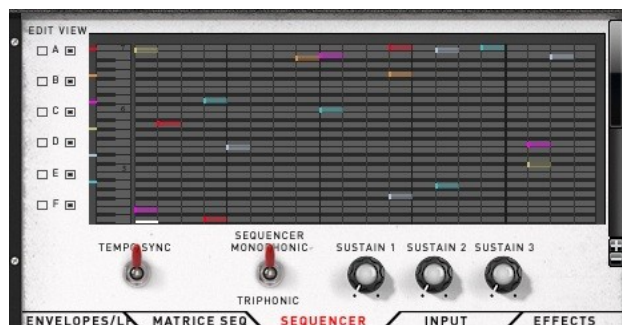 EDIT VIEW
A
B
C
D
E
F
TEMPO SYNC
SEQUENCER
MONOPHONIC
TRIPHONIC
SUSTAIN 1
SUSTAIN 2
SUSTAIN 3
MATRICE SEQ
SEQUENCER
INPUT
EFFECTS